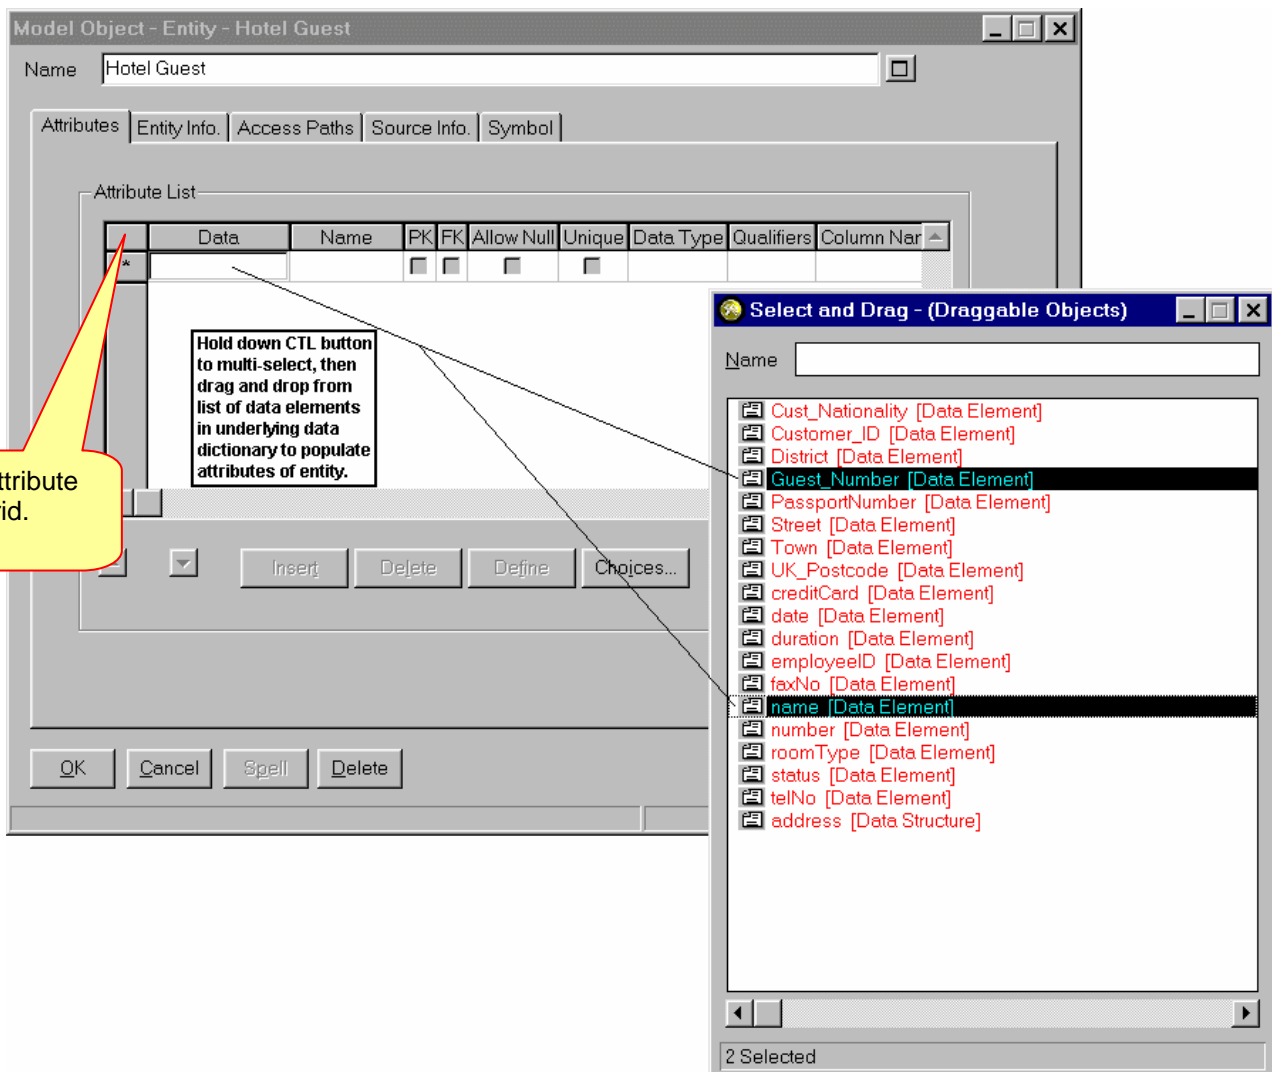 Model Object - Entity - Hotel Guest
Name Hotel Guest
Attributes Entity Info. Access Paths Source Info. Symbol
Attribute List
Data Name PK FK Allow Null Unique Data Type Qualifiers Column Nar
*
Hold down CTL button
to multi-select, then
drag and drop from
list of data elements
in underlying data
dictionary to populate
attributes of entity.
ttribute
id.
Insert Delete Define Choices...
OK Cancel Spell Delete
Select and Drag - (Draggable Objects)
Name
Cust_Nationality [Data Element]
Customer_ID [Data Element]
District [Data Element]
Guest_Number [Data Element]
PassportNumber [Data Element]
Street [Data Element]
Town [Data Element]
UK_Postcode [Data Element]
creditCard [Data Element]
date [Data Element]
duration [Data Element]
employeeID [Data Element]
faxNo [Data Element]
name [Data Element]
number [Data Element]
roomType [Data Element]
status [Data Element]
telNo [Data Element]
address [Data Structure]
2 Selected